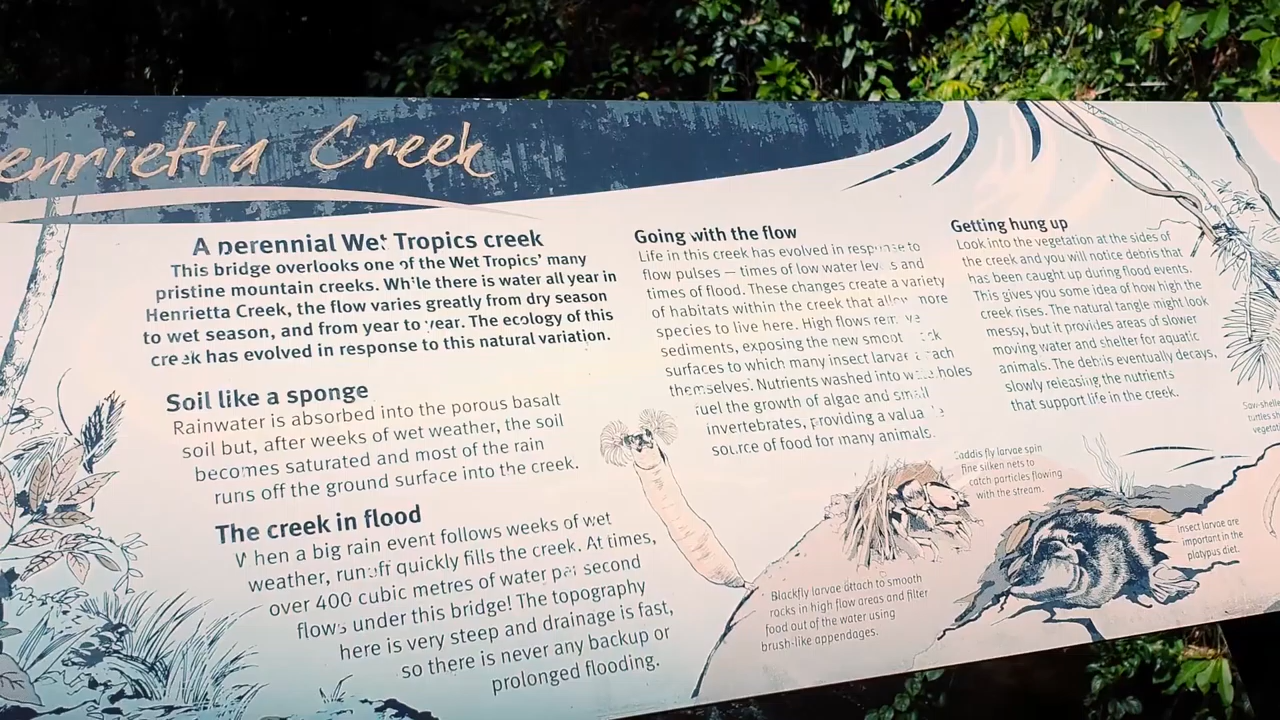 enrietta Creek
A perennial Wet Tropics creek
This bridge overlooks one of the Wet Tropics' many
pristine mountain creeks. While there is water all year in
Henrietta Creek, the flow varies greatly from dry season
to wet season, and from year to year. The ecology of this
creek has evolved in response to this natural variation.
Soil like a sponge
Rainwater is absorbed into the porous basalt
soil but, after weeks of wet weather, the soil
becomes saturated and most of the rain
runs off the ground surface into the creek.
The creek in flood
When a big rain event follows weeks of wet
weather, runoff quickly fills the creek. At times,
over 400 cubic metres of water per second
flows under this bridge! The topography
here is very steep and drainage is fast,
so there is never any backup or
prolonged flooding.
Going with the flow
Life in this creek has evolved in response to
flow pulses — times of low water levels and
times of flood. These changes create a variety
of habitats within the creek that allow more
species to live here. High flows remove
sediments, exposing the new smooth rock
surfaces to which many insect larvae attach
themselves. Nutrients washed into waterholes
fuel the growth of algae and small
invertebrates, providing a valuable
source of food for many animals.
Getting hung up
Look into the vegetation at the sides of
the creek and you will notice debris that
has been caught up during flood events.
This gives you some idea of how high the
creek rises. The natural tangle might look
messy, but it provides areas of slower
moving water and shelter for aquatic
animals. The debris eventually decays,
slowly releasing the nutrients
that support life in the creek.
Blackfly larvae attach to smooth
rocks in high flow areas and filter
food out of the water using
brush-like appendages.
Caddis fly larvae spin
fine silken nets to
catch particles flowing
with the stream.
Insect larvae are
important in the
platypus diet.
Saw-shelle
turtles sh
vegetat